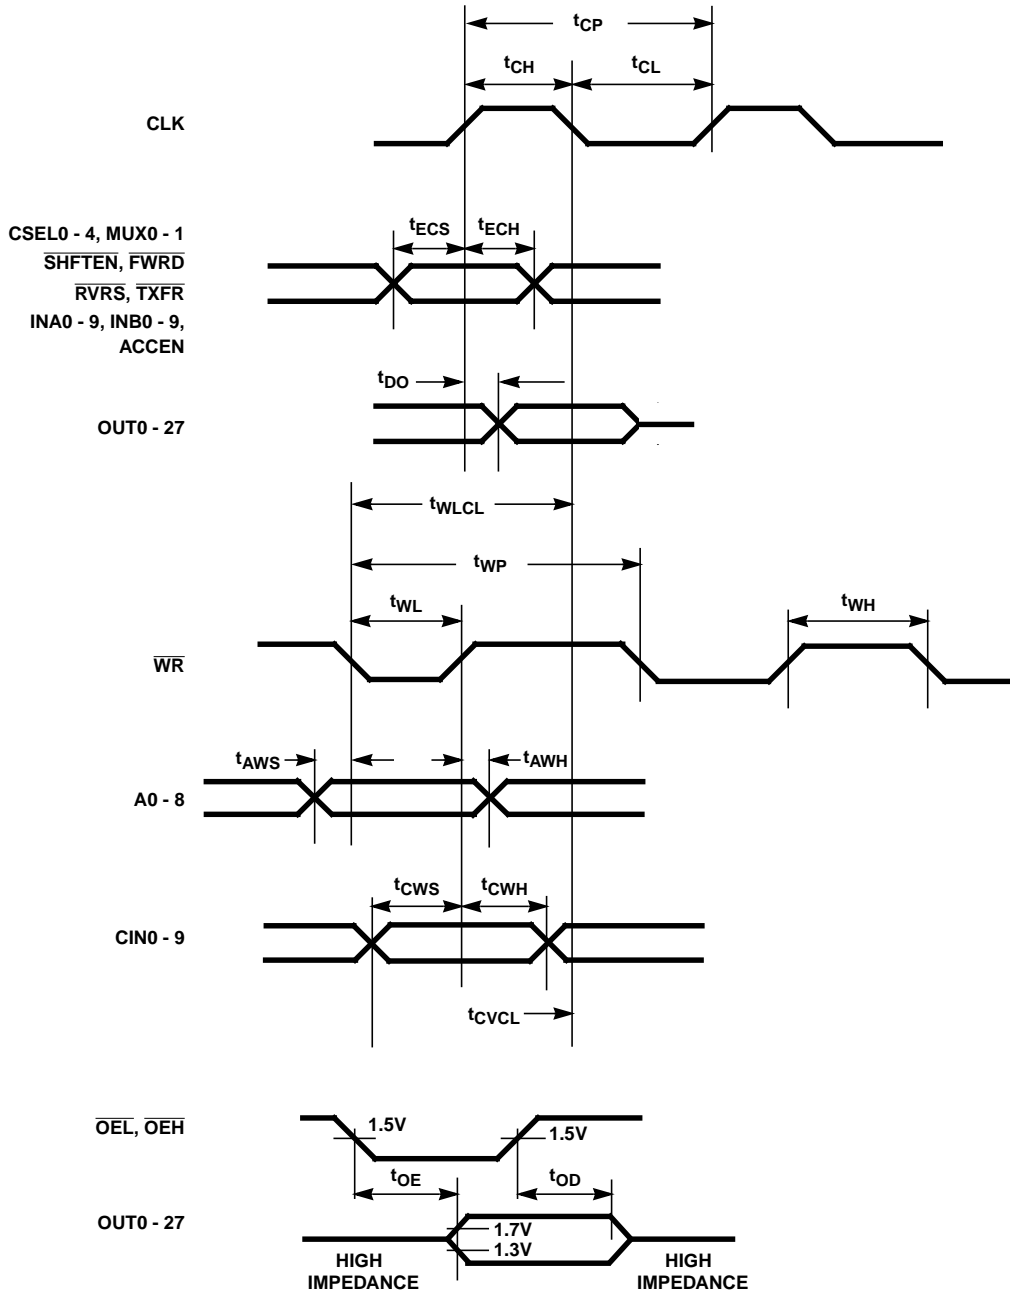 tCP
tCH
tCL
CLK
tECS
tECH
CSEL0 - 4, MUX0 - 1
SHFTEN, FWRD
RVRS, TXFR
INA0 - 9, INB0 - 9,
ACCEN
tDO
OUT0 - 27
tWLCL
tWP
tWL
tWH
WR
tAWS
tAWH
A0 - 8
tCWS
tCWH
CIN0 - 9
tCVCL
OEL, OEH
1.5V
1.5V
tOE
tOD
OUT0 - 27
1.7V
1.3V
HIGH
IMPEDANCE
HIGH
IMPEDANCE